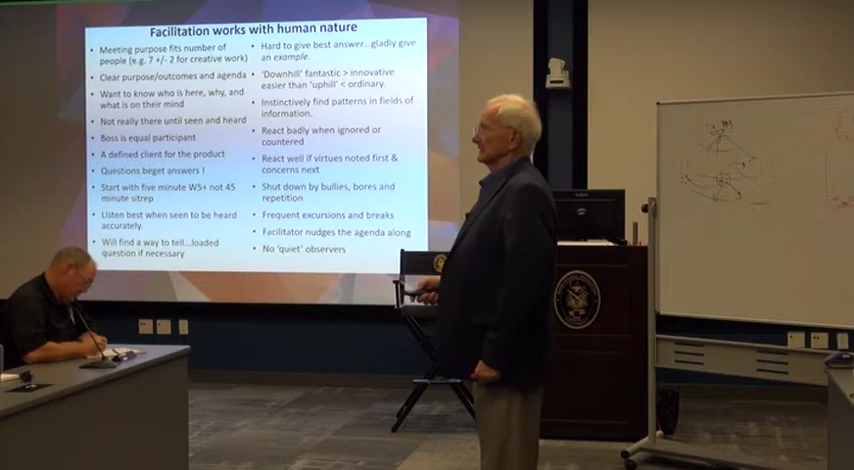 Facilitation works with human nature
• Meeting purpose fits number of
people (e.g. 7 +/- 2 for creative work)
• Clear purpose/outcomes and agenda
• Want to know who is here, why, and
what is on their mind
• Not really there until seen and heard
• Boss is equal participant
• A defined client for the product
• Questions beget answers !
• Start with five minute W5+ not 45
minute sitrep
• Listen best when seen to be heard
accurately.
• Will find a way to tell...loaded
question if necessary
• Hard to give best answer...gladly give
an example.
• 'Downhill' fantastic > innovative
easier than 'uphill' < ordinary.
• Instinctively find patterns in fields of
information.
• React badly when ignored or
countered
• React well if virtues noted first &
concerns next
• Shut down by bullies, bores and
repetition
• Frequent excursions and breaks
• Facilitator nudges the agenda along
• No 'quiet' observers